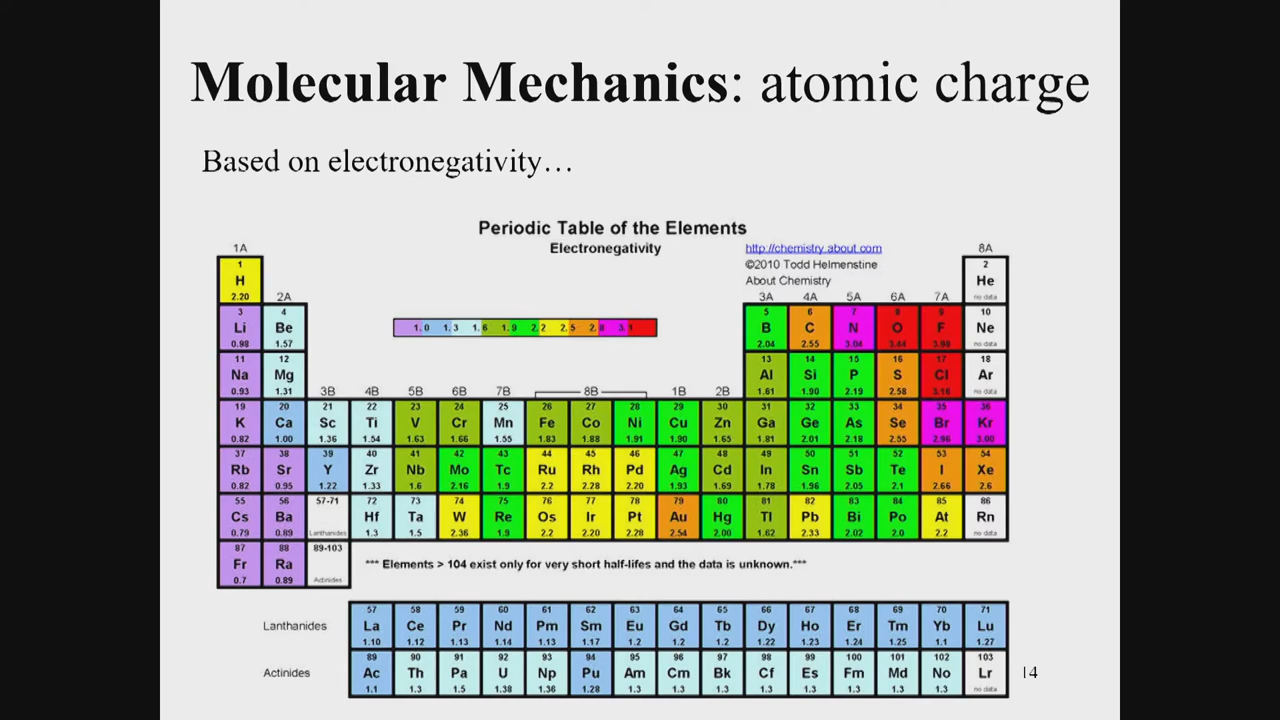 Molecular Mechanics: atomic charge
Based on electronegativity…
Periodic Table of the Elements
Electronegativity
http://chemistry.about.com
©2010 Todd Helmenstine
About Chemistry
1A 8A
1 2
H He
2.20 no data
2A 3A 4A 5A 6A 7A
3 4 5 6 7 8 9 10
Li Be B C N O F Ne
0.98 1.57 2.04 2.55 3.04 3.44 3.98 no data
1.0 1.3 1.6 1.9 2.2 2.5 2.8 3.1
11 12 13 14 15 16 17 18
Na Mg Al Si P S Cl Ar
0.93 1.31 1.61 1.90 2.19 2.58 3.16 no data
3B 4B 5B 6B 7B 8B 1B 2B
19 20 21 22 23 24 25 26 27 28 29 30 31 32 33 34 35 36
K Ca Sc Ti V Cr Mn Fe Co Ni Cu Zn Ga Ge As Se Br Kr
0.82 1.00 1.36 1.54 1.63 1.66 1.55 1.83 1.88 1.91 1.90 1.65 1.81 2.01 2.18 2.55 2.96 3.00
37 38 39 40 41 42 43 44 45 46 47 48 49 50 51 52 53 54
Rb Sr Y Zr Nb Mo Tc Ru Rh Pd Ag Cd In Sn Sb Te I Xe
0.82 0.95 1.22 1.33 1.6 2.16 1.9 2.2 2.28 2.20 1.93 1.69 1.78 1.96 2.05 2.1 2.66 2.6
55 56 57-71 72 73 74 75 76 77 78 79 80 81 82 83 84 85 86
Cs Ba Hf Ta W Re Os Ir Pt Au Hg Tl Pb Bi Po At Rn
0.79 0.89 Lanthanides 1.3 1.5 2.36 1.9 2.2 2.20 2.28 2.54 2.00 1.62 2.33 2.02 2.0 2.2 no data
87 88 89-103
Fr Ra *** Elements > 104 exist only for very short half-lifes and the data is unknown.***
0.7 0.89 Actinides
57 58 59 60 61 62 63 64 65 66 67 68 69 70 71
Lanthanides La Ce Pr Nd Pm Sm Eu Gd Tb Dy Ho Er Tm Yb Lu
1.10 1.12 1.13 1.14 1.13 1.17 1.2 1.2 1.2 1.22 1.23 1.24 1.25 1.1 1.27
89 90 91 92 93 94 95 96 97 98 99 100 101 102 103
Actinides Ac Th Pa U Np Pu Am Cm Bk Cf Es Fm Md No Lr
1.1 1.3 1.5 1.38 1.36 1.28 1.3 1.3 1.3 1.3 1.3 1.3 1.3 1.3 no data
14